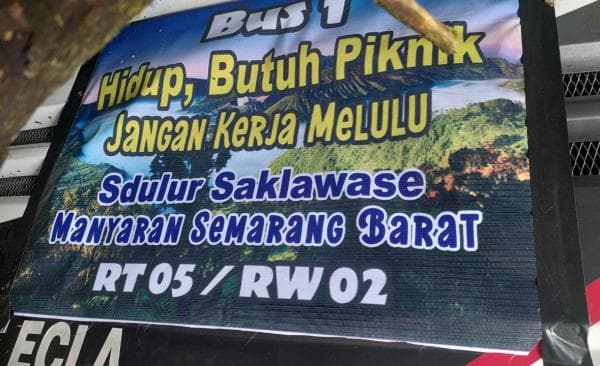 Bus 1
Hidup, Butuh Piknik
Jangan Kerja Melulu
Sdulur Saklawase
Manyaran Semarang Barat
RT 05 / RW 02
ECLA